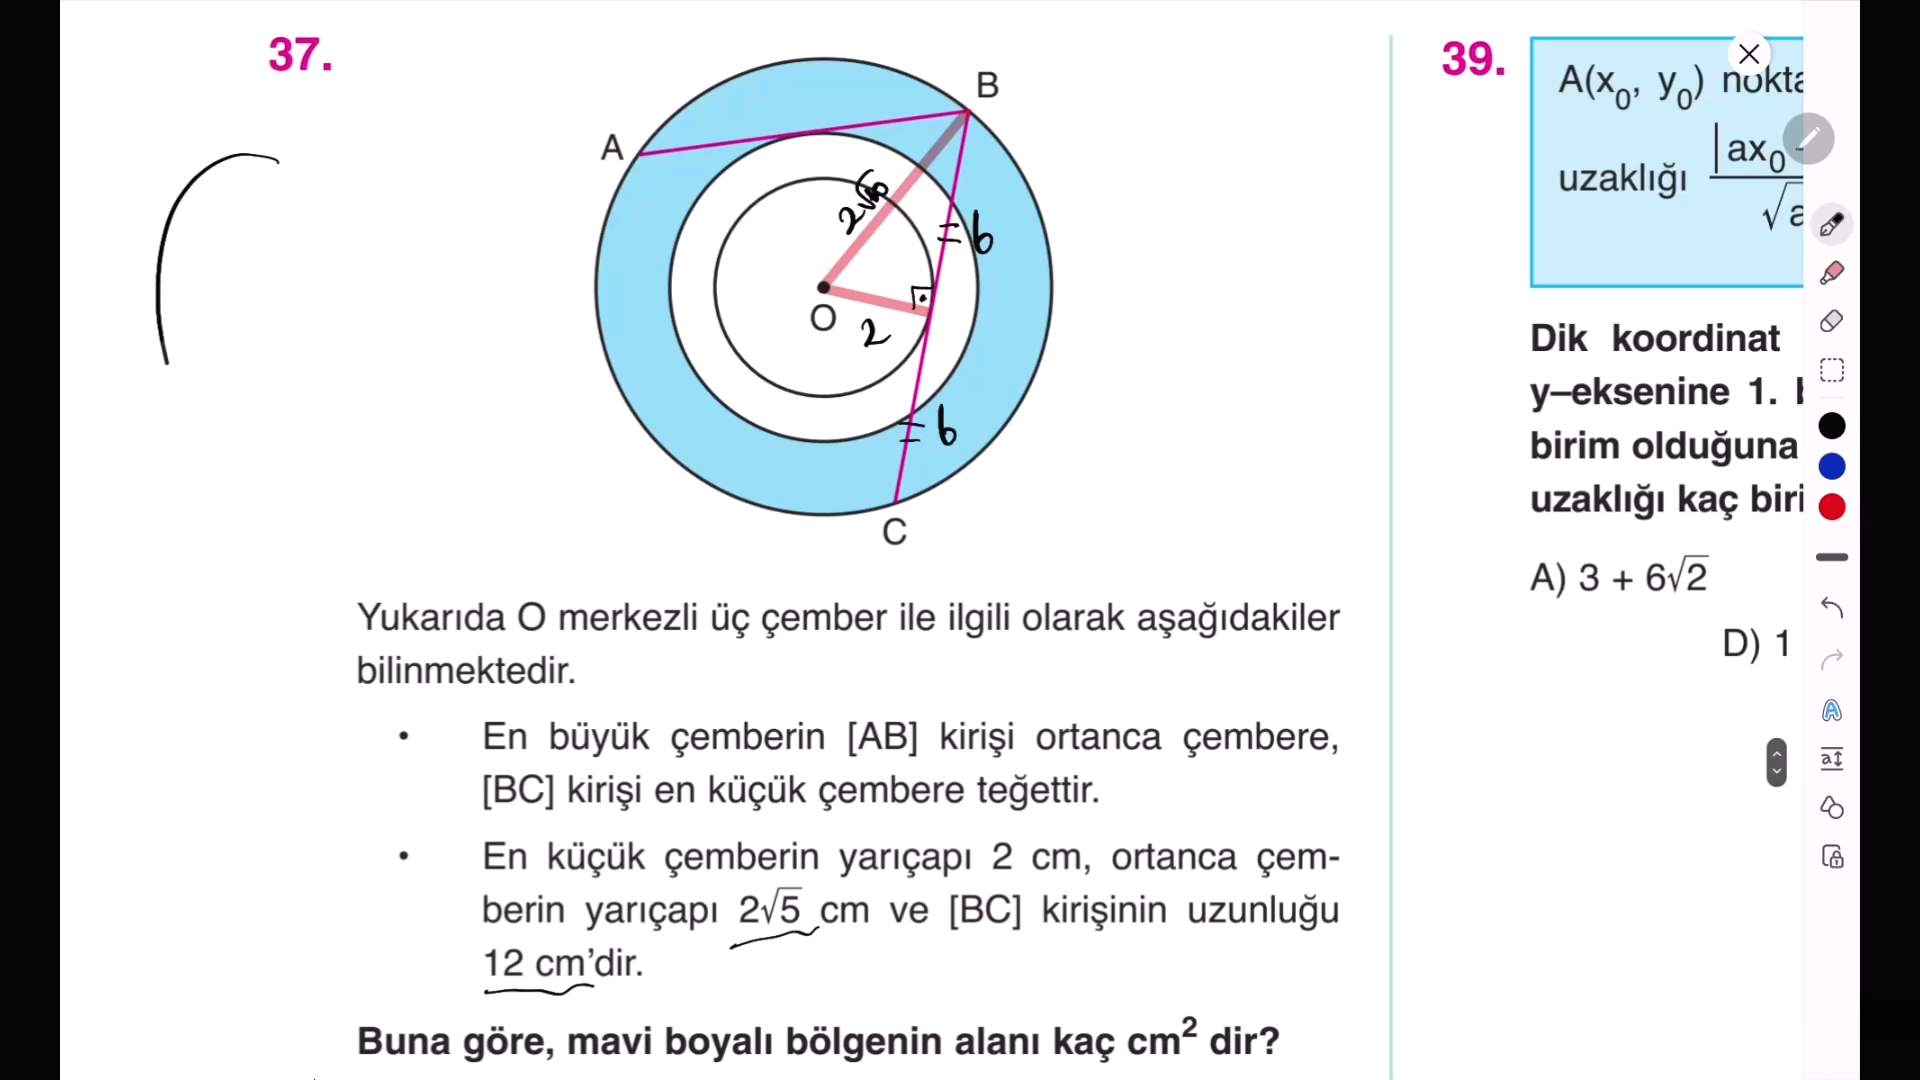 37.
B
A
2√10
= 6
O
2
= 6
C
Yukarıda O merkezli üç çember ile ilgili olarak aşağıdakiler
bilinmektedir.
• En büyük çemberin [AB] kirişi ortanca çembere,
[BC] kirişi en küçük çembere teğettir.
• En küçük çemberin yarıçapı 2 cm, ortanca çem-
berin yarıçapı 2√5 cm ve [BC] kirişinin uzunluğu
12 cm’dir.
Buna göre, mavi boyalı bölgenin alanı kaç cm² dir?
39.
A(x₀, y₀) nokta
uzaklığı |ax₀
√a
Dik koordinat
y–eksenine 1.
birim olduğuna
uzaklığı kaç biri
A) 3 + 6√2
D) 1